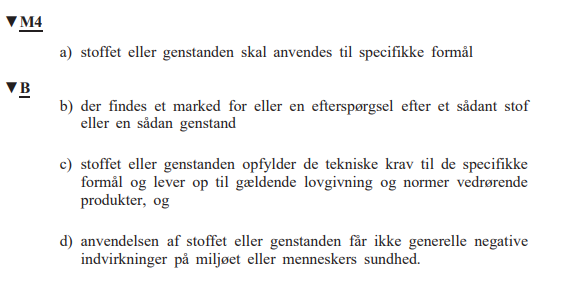 ▼M4
a) stoffet eller genstanden skal anvendes til specifikke formål
▼B
b) der findes et marked for eller en efterspørgsel efter et sådant stof
eller en sådan genstand
c) stoffet eller genstanden opfylder de tekniske krav til de specifikke
formål og lever op til gældende lovgivning og normer vedrørende
produkter, og
d) anvendelsen af stoffet eller genstanden får ikke generelle negative
indvirkninger på miljøet eller menneskers sundhed.